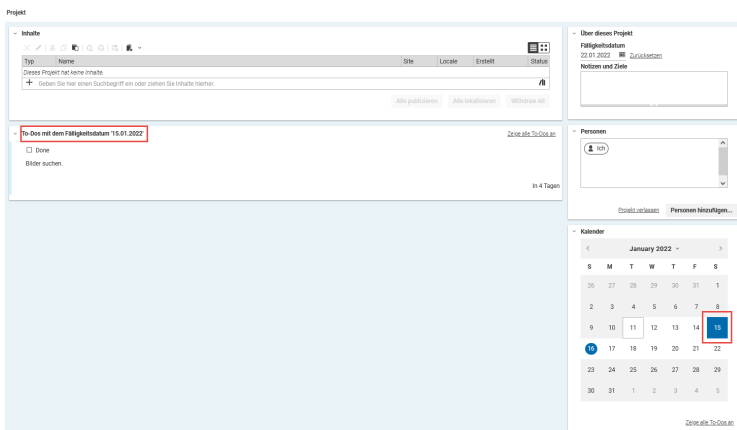 Projekt
Inhalte
Typ Name Site Locale Erstellt Status
Dieses Projekt hat keine Inhalte.
Geben Sie hier einen Suchbegriff ein oder ziehen Sie Inhalte hierher.
Alle publizieren Alle lokalisieren Withdraw All
To-Dos mit dem Fälligkeitsdatum '15.01.2022' Zeige alle To-Dos an
Done
Bilder suchen.
In 4 Tagen
Über dieses Projekt
Fälligkeitsdatum
22.01.2022 Zurücksetzen
Notizen und Ziele
Personen
Ich
Projekt verlassen Personen hinzufügen...
Kalender
January 2022
S M T W T F S
26 27 28 29 30 31 1
2 3 4 5 6 7 8
9 10 11 12 13 14 15
16 17 18 19 20 21 22
23 24 25 26 27 28 29
30 31 1 2 3 4 5
Zeige alle To-Dos an